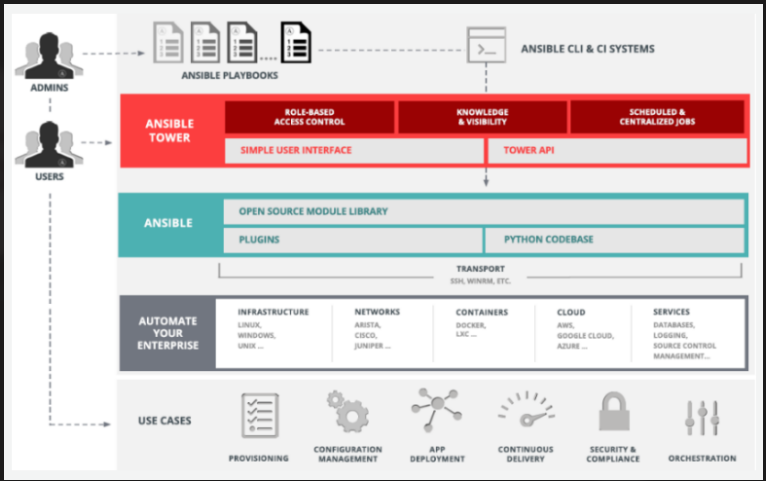 ADMINS
USERS
ANSIBLE PLAYBOOKS
ANSIBLE CLI & CI SYSTEMS
ANSIBLE
TOWER
ROLE-BASED
ACCESS CONTROL
KNOWLEDGE
& VISIBILITY
SCHEDULED &
CENTRALIZED JOBS
SIMPLE USER INTERFACE
TOWER API
ANSIBLE
OPEN SOURCE MODULE LIBRARY
PLUGINS
PYTHON CODEBASE
TRANSPORT
SSH, WINRM, ETC.
AUTOMATE
YOUR
ENTERPRISE
INFRASTRUCTURE
LINUX,
WINDOWS,
UNIX ...
NETWORKS
ARISTA,
CISCO,
JUNIPER ...
CONTAINERS
DOCKER,
LXC ...
CLOUD
AWS,
GOOGLE CLOUD,
AZURE ...
SERVICES
DATABASES,
LOGGING,
SOURCE CONTROL
MANAGEMENT...
USE CASES
PROVISIONING
CONFIGURATION
MANAGEMENT
APP
DEPLOYMENT
CONTINUOUS
DELIVERY
SECURITY &
COMPLIANCE
ORCHESTRATION